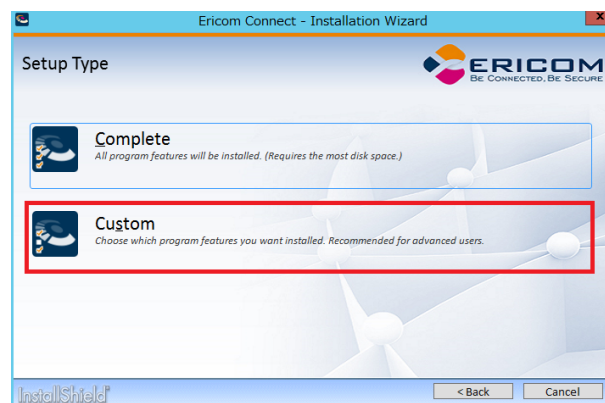 Ericom Connect - Installation Wizard
x
Setup Type
ERICOM
BE CONNECTED, BE SECURE
Complete
All program features will be installed. (Requires the most disk space.)
Custom
Choose which program features you want installed. Recommended for advanced users.
InstallShield
< Back
Cancel